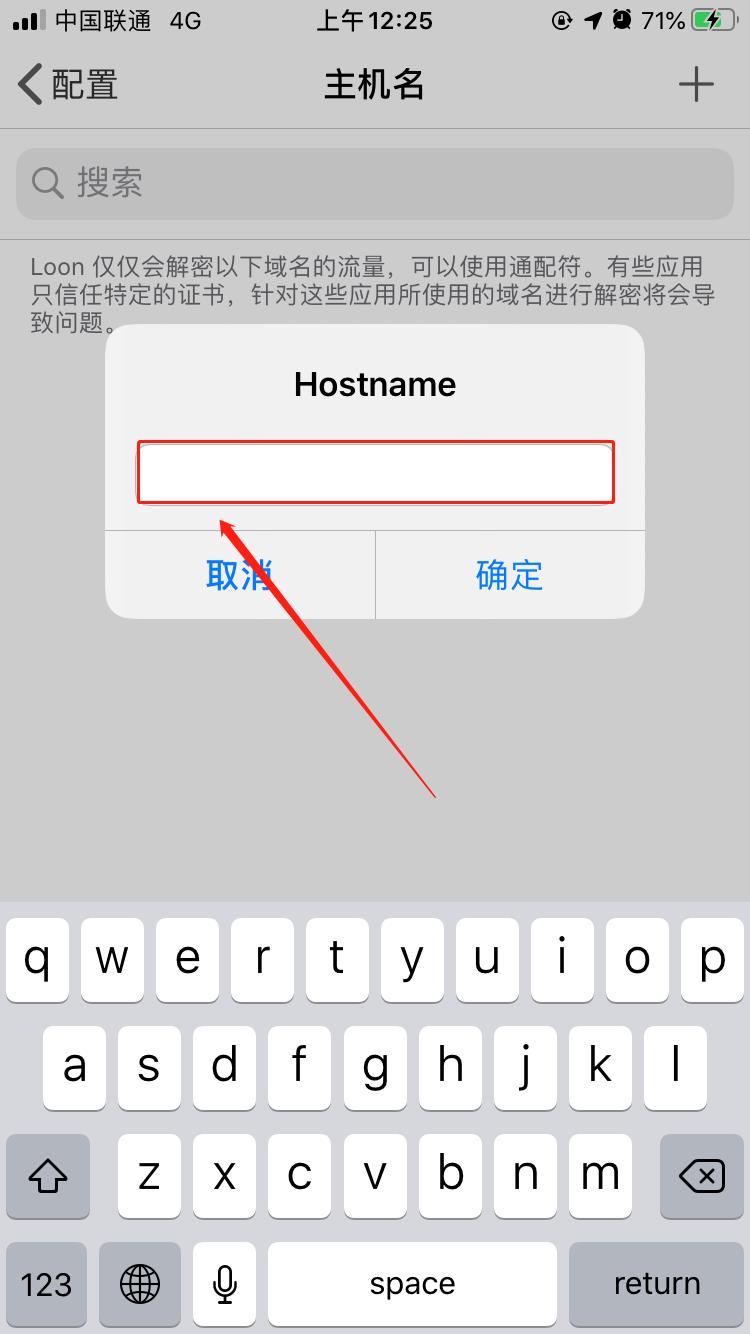 中国联通 4G 上午12:25 71%
配置 主机名
搜索
Loon 仅仅会解密以下域名的流量，可以使用通配符。有些应用
只信任特定的证书，针对这些应用所使用的域名进行解密将会导
致问题。
Hostname
取消 确定
q w e r t y u i o p
a s d f g h j k l
z x c v b n m
123 space return